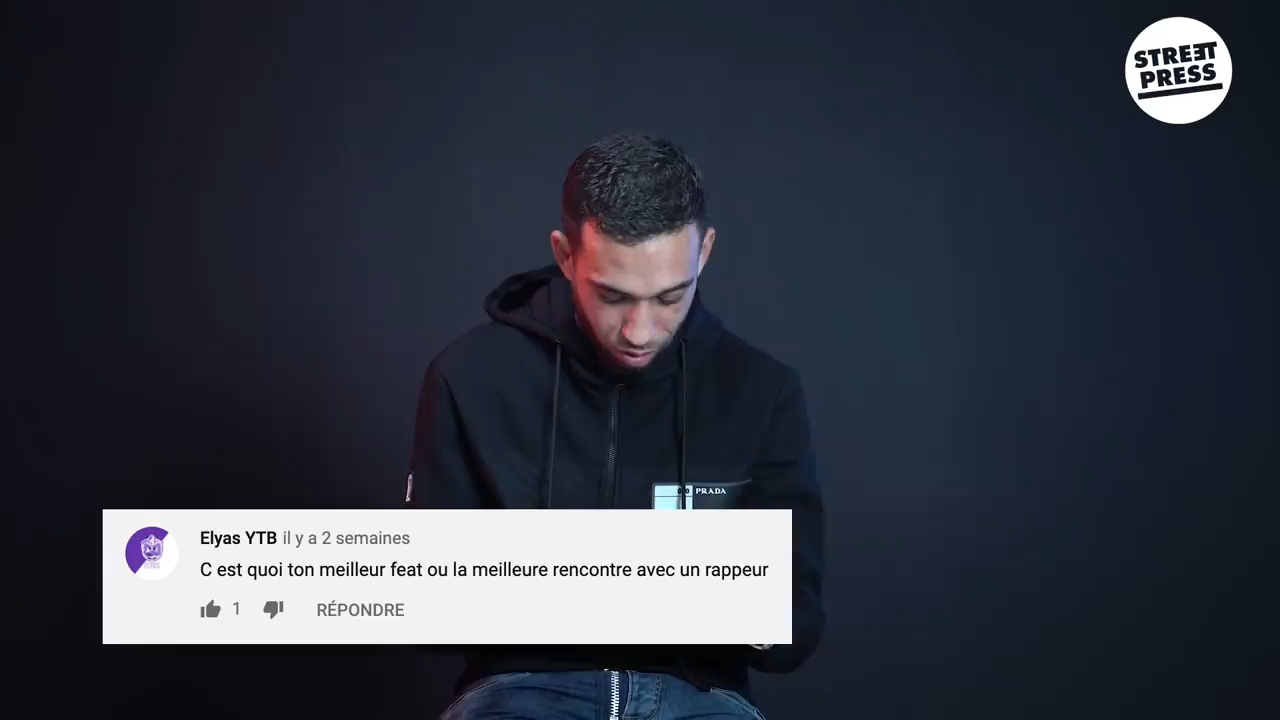 STREET
PRESS
PRADA
Elyas YTB il y a 2 semaines
C est quoi ton meilleur feat ou la meilleure rencontre avec un rappeur
1
RÉPONDRE